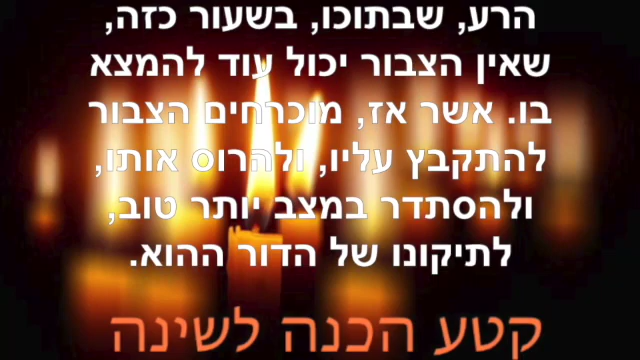 הרע, שבתוכו, בשעור כזה,
שאין הצבור יכול עוד להמצא
בו. אשר אז, מוכרחים הצבור
להתקבץ עליו, ולהרוס אותו,
ולהסתדר במצב יותר טוב,
לתיקונו של הדור ההוא.
קטע הכנה לשינה